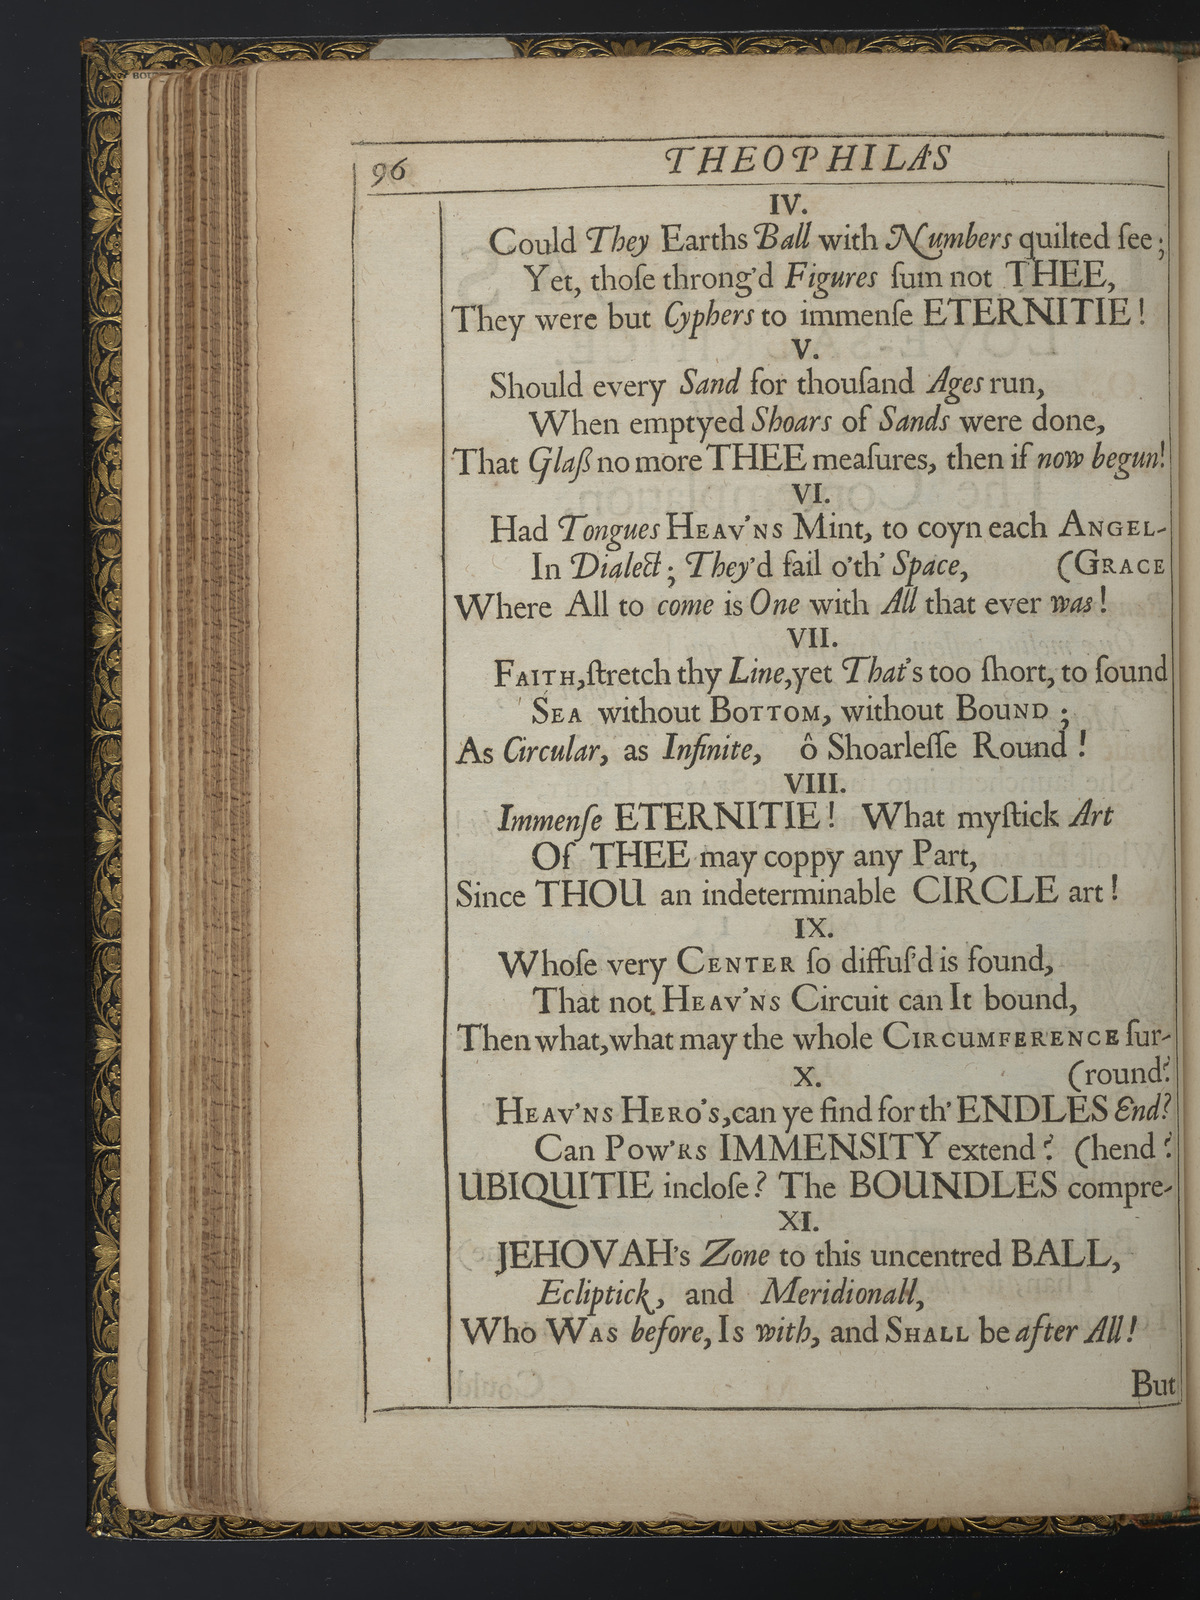 96
THEOPHILA'S
IV.
Could They Earths Ball with Numbers quilted ſee;
Yet, thoſe throng'd Figures ſum not THEE,
They were but Cyphers to immenſe ETERNITIE!
V.
Should every Sand for thouſand Ages run,
When emptyed Shoars of Sands were done,
That Glaß no more THEE meaſures, then if now begun!
VI.
Had Tongues HEAV'NS Mint, to coyn each ANGEL-
In Dialect; They'd fail o'th' Space, (GRACE
Where All to come is One with All that ever was!
VII.
FAITH, ſtretch thy Line, yet That's too ſhort, to ſound
SEA without BOTTOM, without BOUND;
As Circular, as Infinite, ô Shoarleſſe Round!
VIII.
Immenſe ETERNITIE! What myſtick Art
Of THEE may coppy any Part,
Since THOU an indeterminable CIRCLE art!
IX.
Whoſe very CENTER ſo diffuſ'd is found,
That not HEAV'NS Circuit can It bound,
Then what, what may the whole CIRCUMFERENCE ſur-
X. (round?
HEAV'NS HERO'S, can ye find for th' ENDLES End?
Can POW'RS IMMENSITY extend? (hend?
UBIQUITIE incloſe? The BOUNDLES compre-
XI.
JEHOVAH's Zone to this uncentred BALL,
Ecliptick, and Meridionall,
Who WAS before, Is with, and SHALL be after All!
But